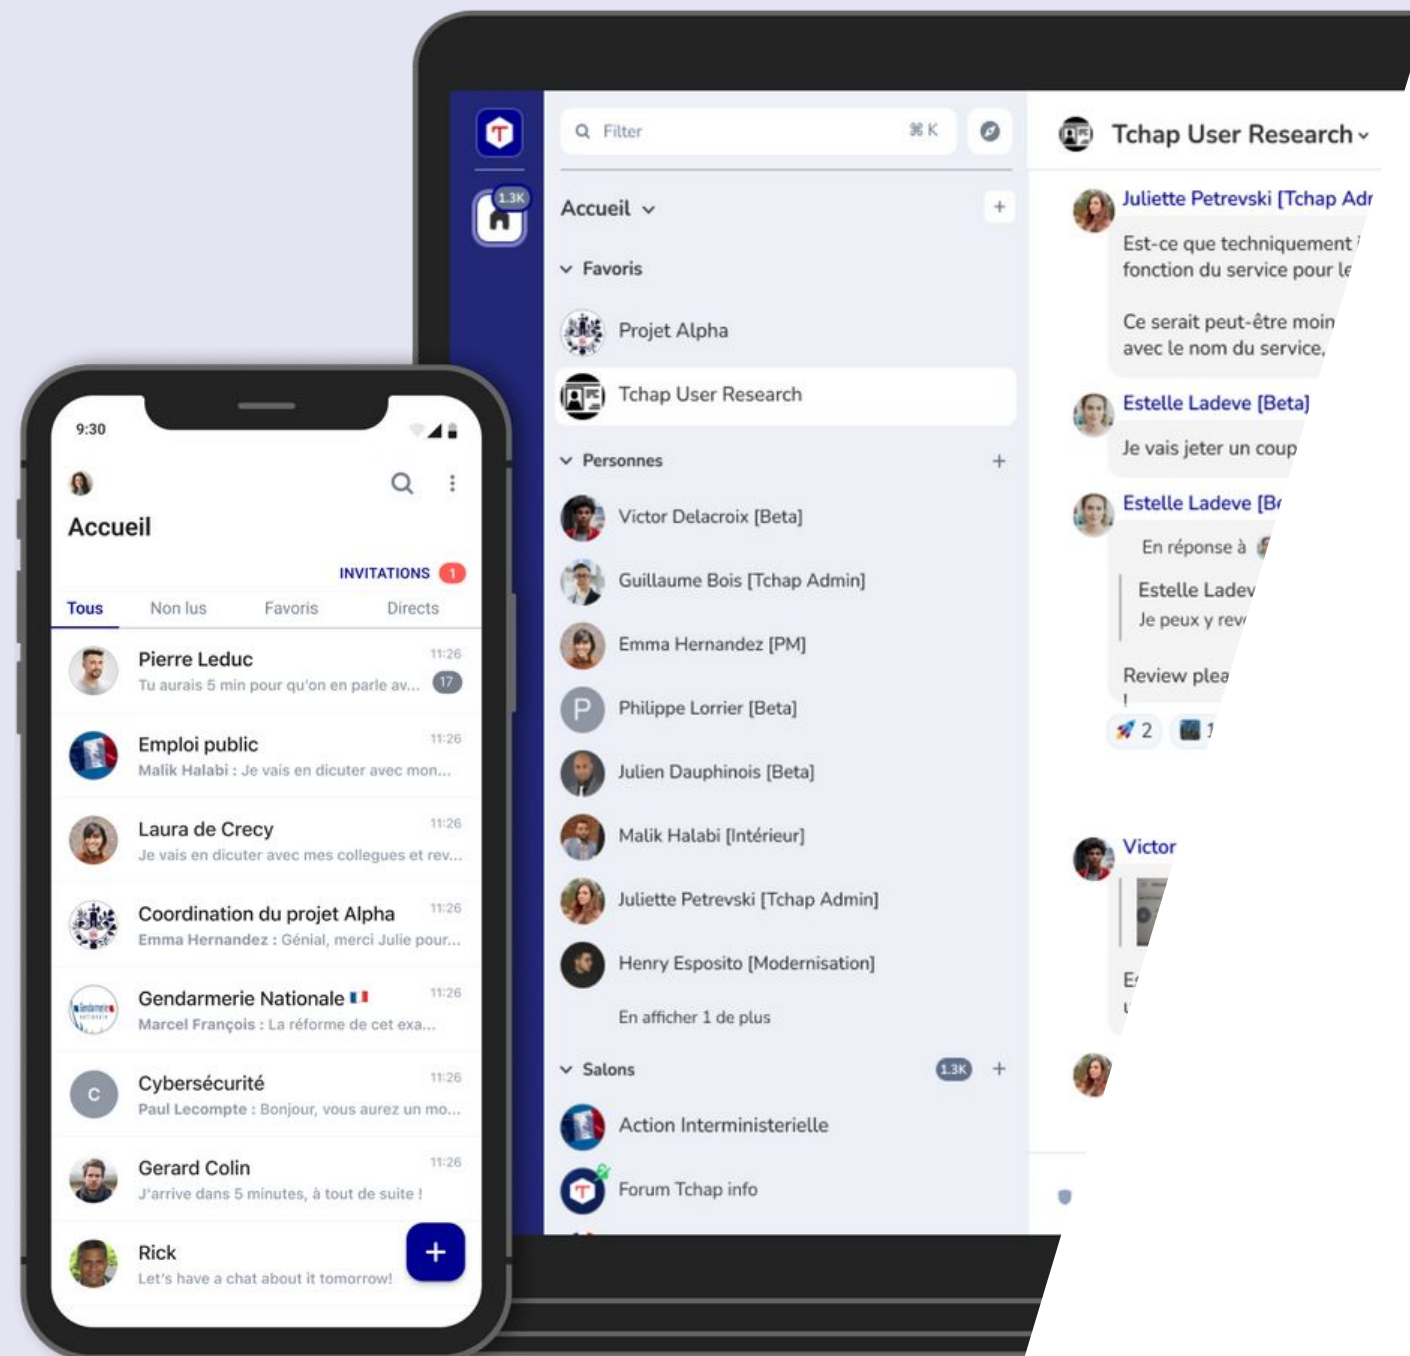 9:30
Accueil
INVITATIONS 1
Tous Non lus Favoris Directs
Pierre Leduc 11:26
Tu aurais 5 min pour qu'on en parle av... 17
Emploi public 11:26
Malik Halabi : Je vais en dicuter avec mon...
Laura de Crecy 11:26
Je vais en dicuter avec mes collegues et rev...
Coordination du projet Alpha 11:26
Emma Hernandez : Génial, merci Julie pour...
Gendarmerie Nationale 11:26
Marcel François : La réforme de cet exa...
C
Cybersécurité 11:26
Paul Lecompte : Bonjour, vous aurez un mo...
Gerard Colin 11:26
J'arrive dans 5 minutes, à tout de suite !
Rick
Let's have a chat about it tomorrow!
+
T
1.3K
Filter ⌘ K
Accueil +
Favoris
Projet Alpha
Tchap User Research
Personnes +
Victor Delacroix [Beta]
Guillaume Bois [Tchap Admin]
Emma Hernandez [PM]
P Philippe Lorrier [Beta]
Julien Dauphinois [Beta]
Malik Halabi [Intérieur]
Juliette Petrevski [Tchap Admin]
Henry Esposito [Modernisation]
En afficher 1 de plus
Salons 1.3K +
Action Interministerielle
T Forum Tchap info
Tchap User Research
Juliette Petrevski [Tchap Adr
Est-ce que techniquement
fonction du service pour le
Ce serait peut-être moin
avec le nom du service,
Estelle Ladeve [Beta]
Je vais jeter un coup
Estelle Ladeve [Be
En réponse à
Estelle Ladev
Je peux y rev
Review plea
!
2 1
Victor